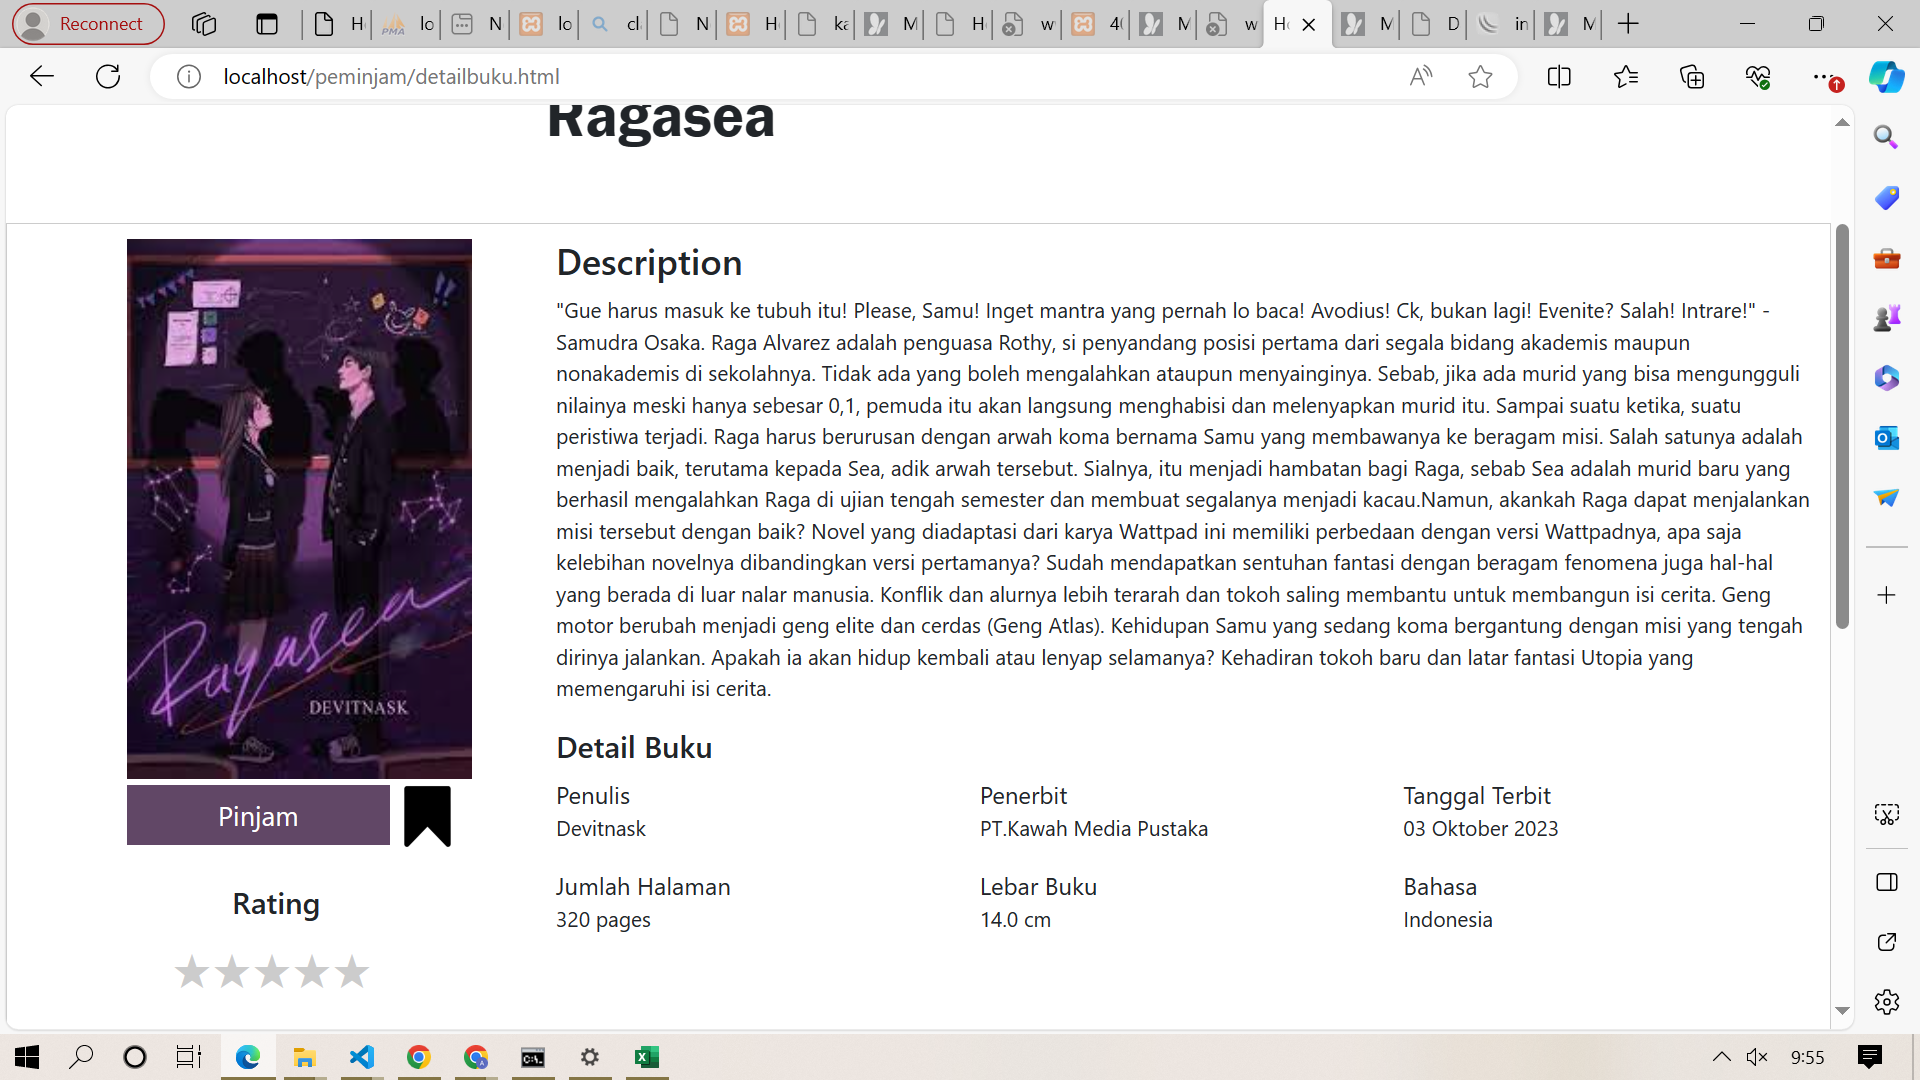 Reconnect
localhost/peminjam/detailbuku.html
Ragasea
Description
"Gue harus masuk ke tubuh itu! Please, Samu! Inget mantra yang pernah lo baca! Avodius! Ck, bukan lagi! Evenite? Salah! Intrare!" -
Samudra Osaka. Raga Alvarez adalah penguasa Rothy, si penyandang posisi pertama dari segala bidang akademis maupun
nonakademis di sekolahnya. Tidak ada yang boleh mengalahkan ataupun menyainginya. Sebab, jika ada murid yang bisa mengungguli
nilainya meski hanya sebesar 0,1, pemuda itu akan langsung menghabisi dan melenyapkan murid itu. Sampai suatu ketika, suatu
peristiwa terjadi. Raga harus berurusan dengan arwah koma bernama Samu yang membawanya ke beragam misi. Salah satunya adalah
menjadi baik, terutama kepada Sea, adik arwah tersebut. Sialnya, itu menjadi hambatan bagi Raga, sebab Sea adalah murid baru yang
berhasil mengalahkan Raga di ujian tengah semester dan membuat segalanya menjadi kacau.Namun, akankah Raga dapat menjalankan
misi tersebut dengan baik? Novel yang diadaptasi dari karya Wattpad ini memiliki perbedaan dengan versi Wattpadnya, apa saja
kelebihan novelnya dibandingkan versi pertamanya? Sudah mendapatkan sentuhan fantasi dengan beragam fenomena juga hal-hal
yang berada di luar nalar manusia. Konflik dan alurnya lebih terarah dan tokoh saling membantu untuk membangun isi cerita. Geng
motor berubah menjadi geng elite dan cerdas (Geng Atlas). Kehidupan Samu yang sedang koma bergantung dengan misi yang tengah
dirinya jalankan. Apakah ia akan hidup kembali atau lenyap selamanya? Kehadiran tokoh baru dan latar fantasi Utopia yang
memengaruhi isi cerita.
Ragasea
DEVITNASK
Pinjam
Rating
Detail Buku
Penulis Penerbit Tanggal Terbit
Devitnask PT.Kawah Media Pustaka 03 Oktober 2023
Jumlah Halaman Lebar Buku Bahasa
320 pages 14.0 cm Indonesia
9:55